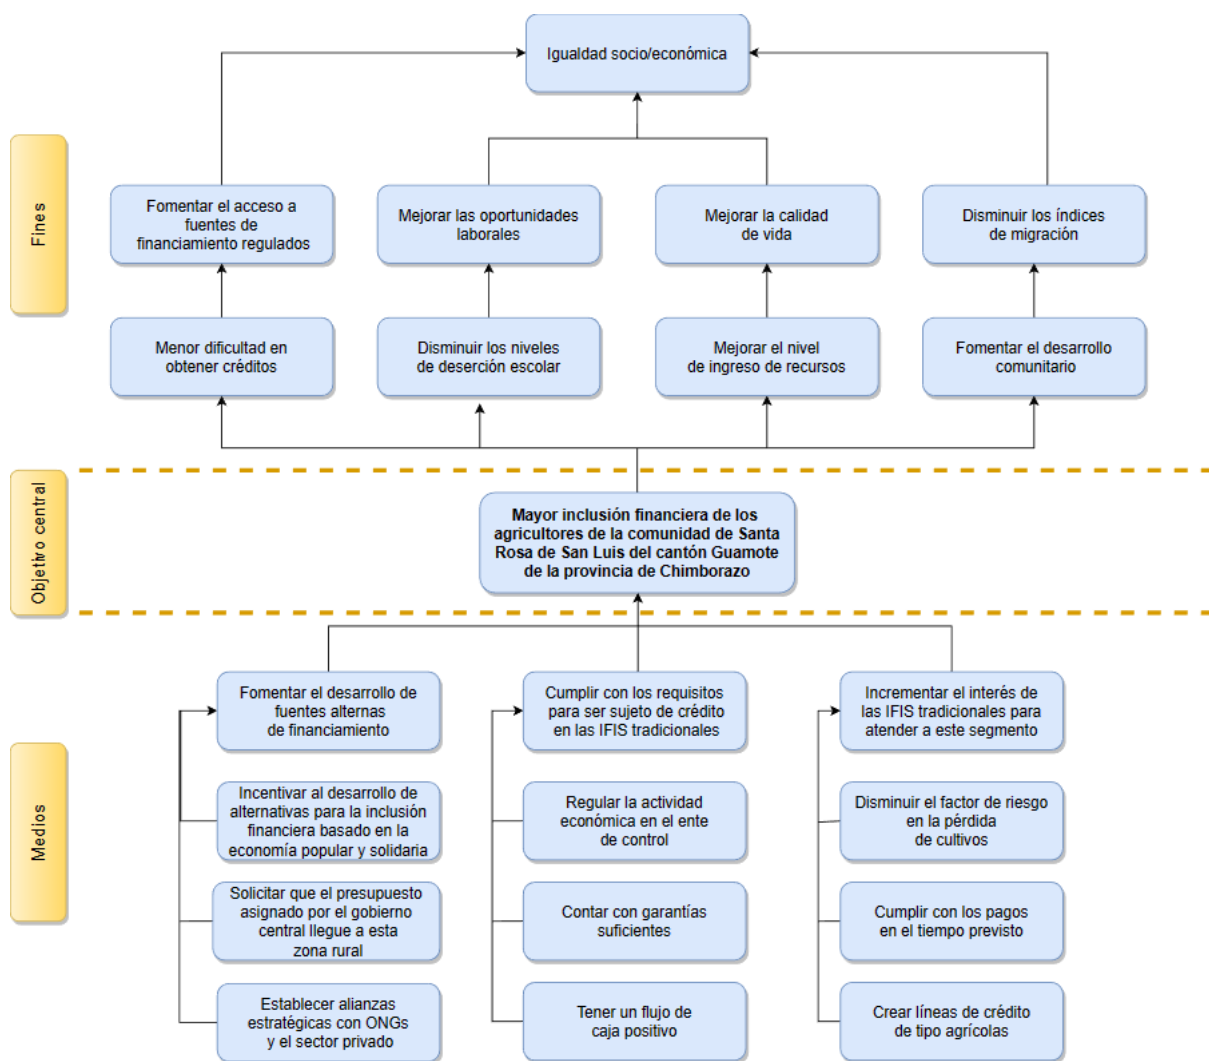 Igualdad socio/económica
Fines
Fomentar el acceso a
fuentes de
financiamiento regulados
Mejorar las oportunidades
laborales
Mejorar la calidad
de vida
Disminuir los índices
de migración
Menor dificultad en
obtener créditos
Disminuir los niveles
de deserción escolar
Mejorar el nivel
de ingreso de recursos
Fomentar el desarrollo
comunitario
Objetivo central
Mayor inclusión financiera de los
agricultores de la comunidad de Santa
Rosa de San Luis del cantón Guamote
de la provincia de Chimborazo
Medios
Fomentar el desarrollo de
fuentes alternas
de financiamiento
Cumplir con los requisitos
para ser sujeto de crédito
en las IFIS tradicionales
Incrementar el interés de
las IFIS tradicionales para
atender a este segmento
Incentivar al desarrollo de
alternativas para la inclusión
financiera basado en la
economía popular y solidaria
Regular la actividad
económica en el ente
de control
Disminuir el factor de riesgo
en la pérdida
de cultivos
Solicitar que el presupuesto
asignado por el gobierno
central llegue a esta
zona rural
Contar con garantías
suficientes
Cumplir con los pagos
en el tiempo previsto
Establecer alianzas
estratégicas con ONGs
y el sector privado
Tener un flujo de
caja positivo
Crear líneas de crédito
de tipo agrícolas